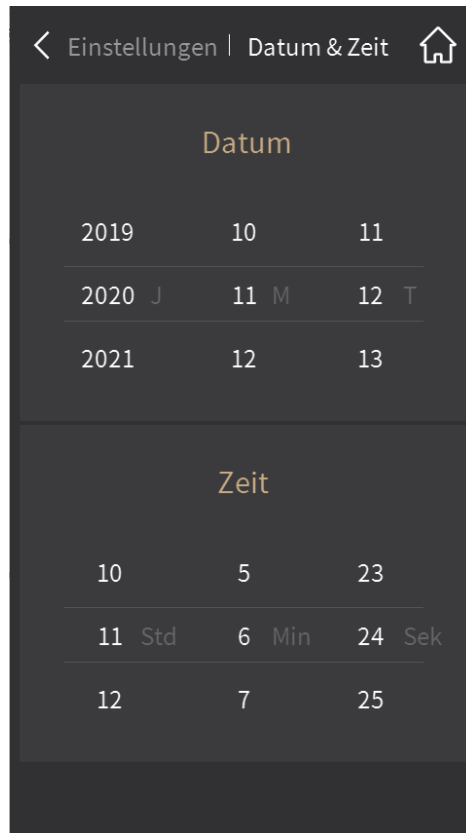 Einstellungen | Datum & Zeit
Datum
2019 10 11
2020 J 11 M 12 T
2021 12 13
Zeit
10 5 23
11 Std 6 Min 24 Sek
12 7 25